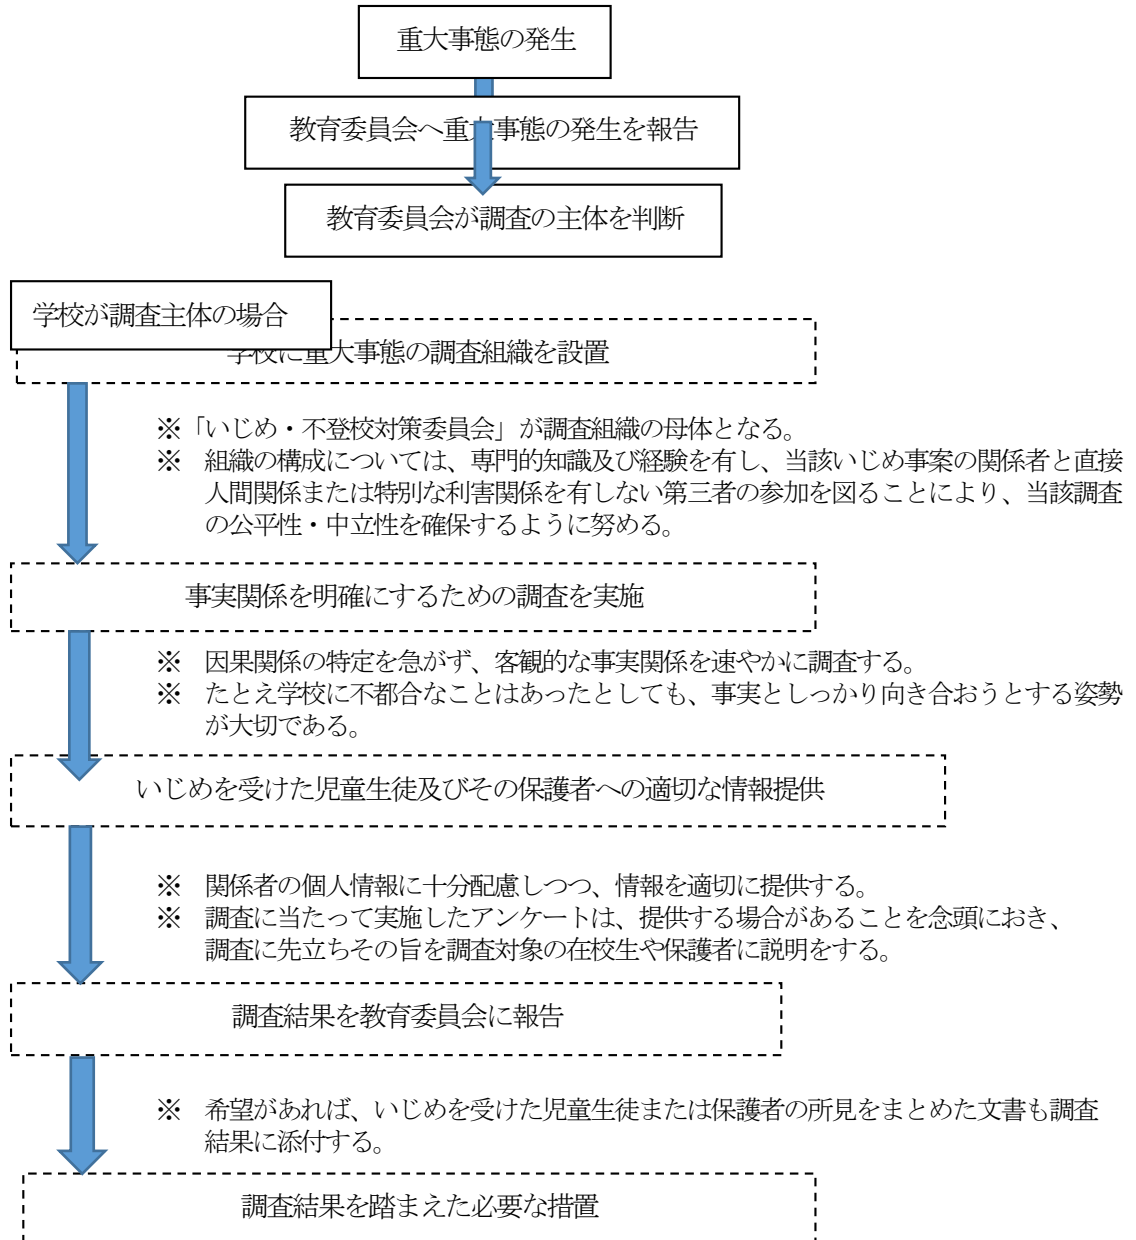 重大事態の発生
教育委員会へ重大事態の発生を報告
教育委員会が調査の主体を判断
学校が調査主体の場合
学校に重大事態の調査組織を設置
※「いじめ・不登校対策委員会」が調査組織の母体となる。
※　組織の構成については、専門的知識及び経験を有し、当該いじめ事案の関係者と直接
人間関係または特別な利害関係を有しない第三者の参加を図ることにより、当該調査
の公平性・中立性を確保するように努める。
事実関係を明確にするための調査を実施
※　因果関係の特定を急がず、客観的な事実関係を速やかに調査する。
※　たとえ学校に不都合なことはあったとしても、事実としっかり向き合おうとする姿勢
が大切である。
いじめを受けた児童生徒及びその保護者への適切な情報提供
※　関係者の個人情報に十分配慮しつつ、情報を適切に提供する。
※　調査に当たって実施したアンケートは、提供する場合があることを念頭におき、
調査に先立ちその旨を調査対象の在校生や保護者に説明をする。
調査結果を教育委員会に報告
※　希望があれば、いじめを受けた児童生徒または保護者の所見をまとめた文書も調査
結果に添付する。
調査結果を踏まえた必要な措置